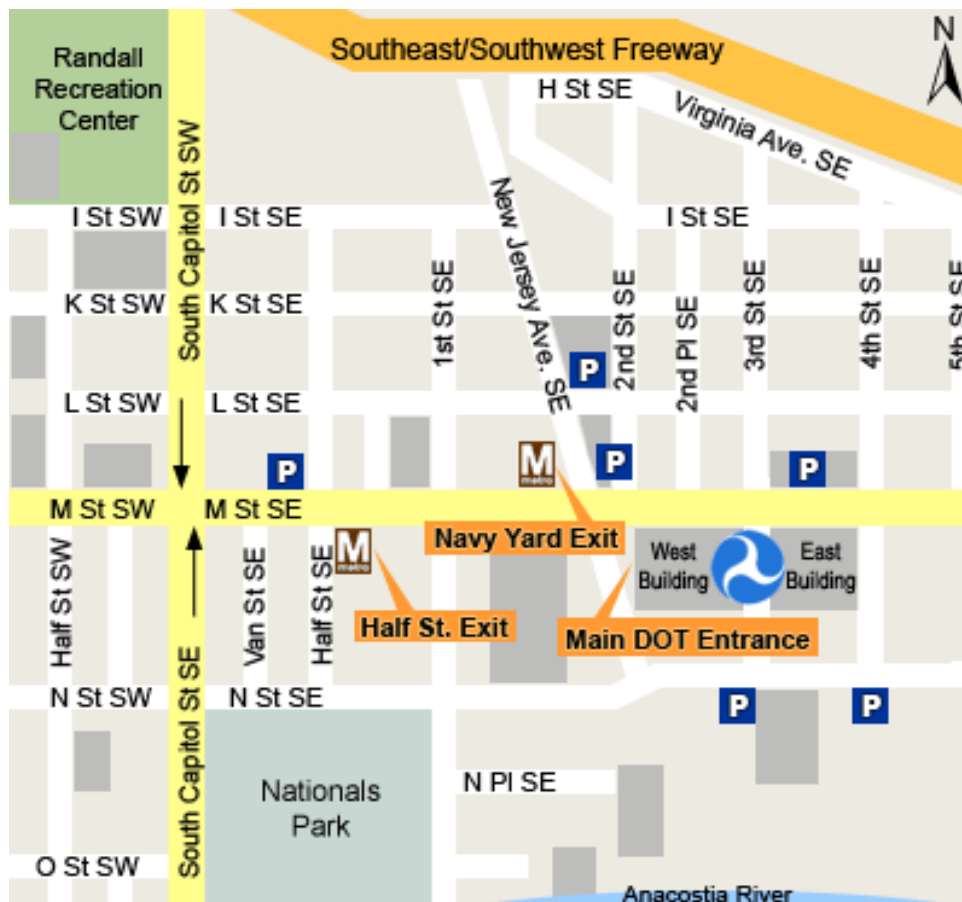 N
Randall
Recreation
Center
Southeast/Southwest Freeway
H St SE
Virginia Ave. SE
South Capitol St SW
New Jersey Ave. SE
I St SW
I St SE
I St SE
K St SW
K St SE
1st St SE
2nd St SE
2nd Pl SE
3rd St SE
4th St SE
5th St SE
P
L St SW
L St SE
P
M
metro
P
P
M St SW
M St SE
Navy Yard Exit
M
metro
West
Building
East
Building
Half St SW
Van St SE
Half St SE
Half St. Exit
Main DOT Entrance
South Capitol St SE
N St SW
N St SE
P
P
N Pl SE
Nationals
Park
O St SW
Anacostia River